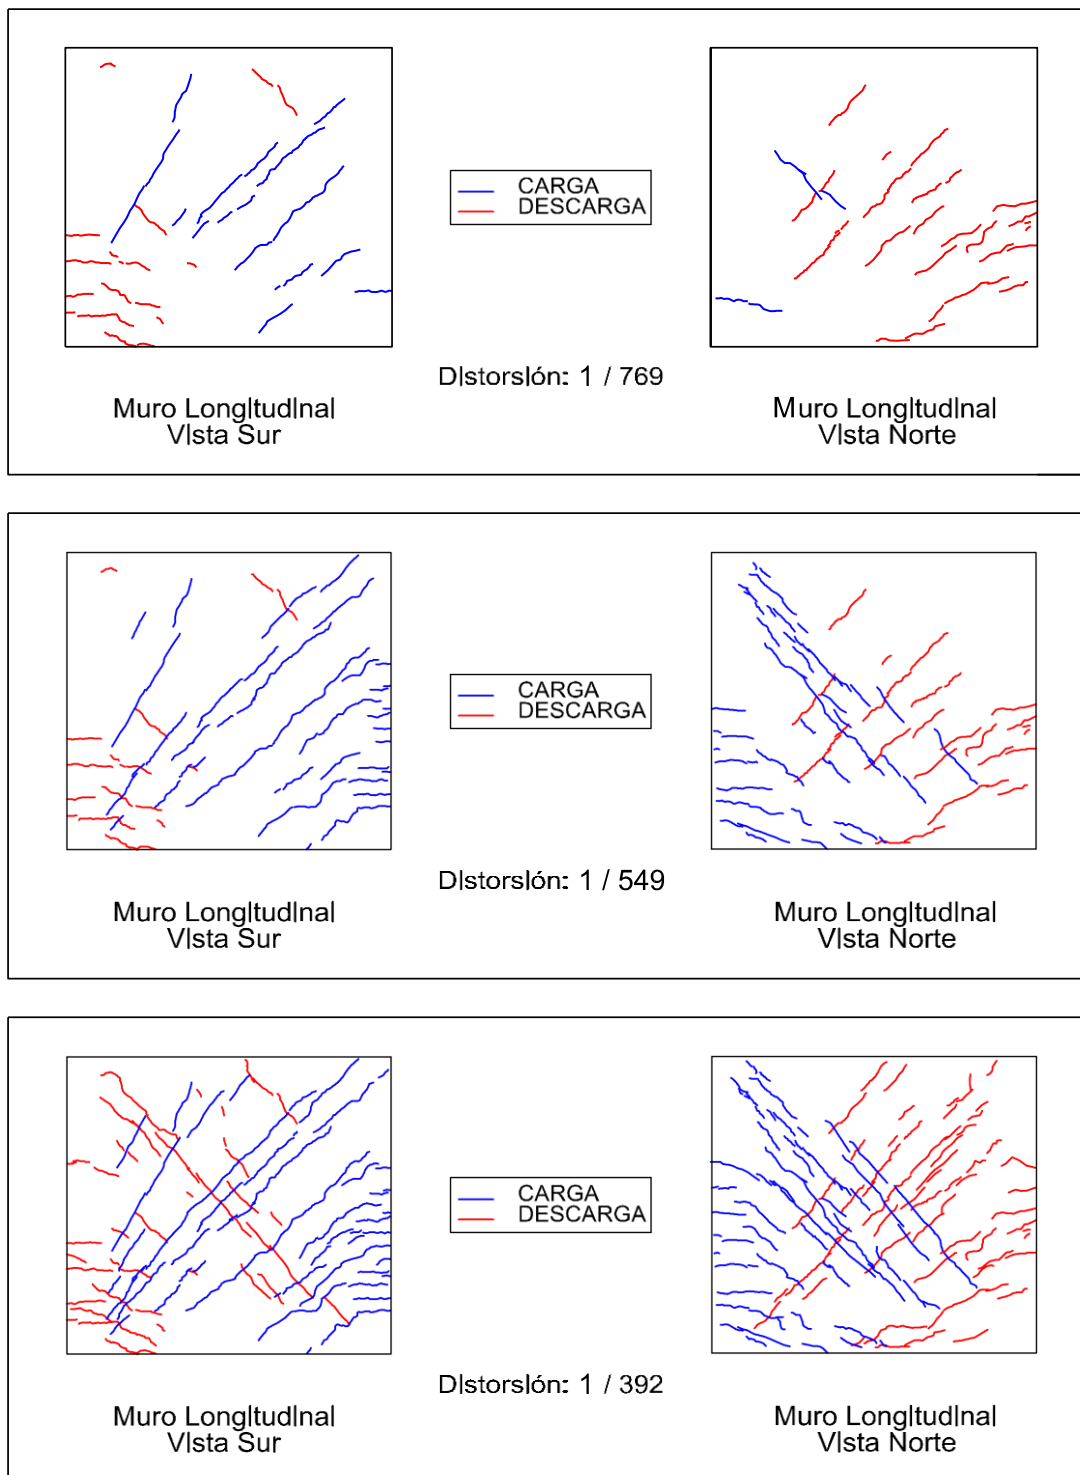 CARGA
DESCARGA
Distorsión: 1 / 769
Muro Longitudinal
Vista Sur
Muro Longitudinal
Vista Norte
CARGA
DESCARGA
Distorsión: 1 / 549
Muro Longitudinal
Vista Sur
Muro Longitudinal
Vista Norte
CARGA
DESCARGA
Distorsión: 1 / 392
Muro Longitudinal
Vista Sur
Muro Longitudinal
Vista Norte